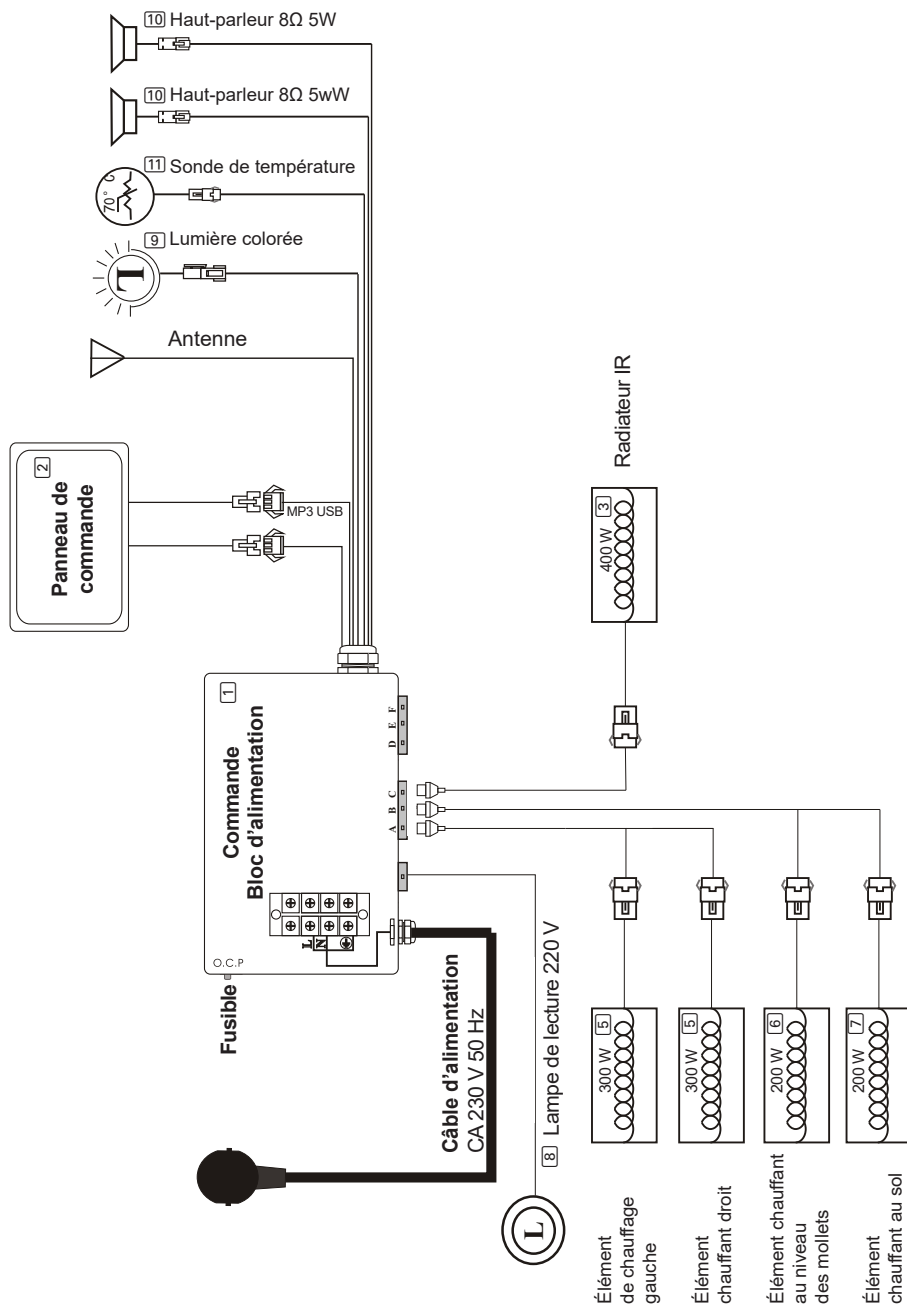 10 Haut-parleur 8Ω 5W
10 Haut-parleur 8Ω 5wW
11 Sonde de température
70° C
9 Lumière colorée
L
Antenne
2
Panneau de
commande
MP3 USB
1
Commande
Bloc d'alimentation
A B C
D E F
L
N
O.C.P
Fusible
Câble d'alimentation
CA 230 V 50 Hz
8 Lampe de lecture 220 V
L
3
400 W
Radiateur IR
5
300 W
Élément
de chauffage
gauche
5
300 W
Élément
chauffant droit
6
200 W
Élément chauffant
au niveau
des mollets
7
200 W
Élément
chauffant au sol